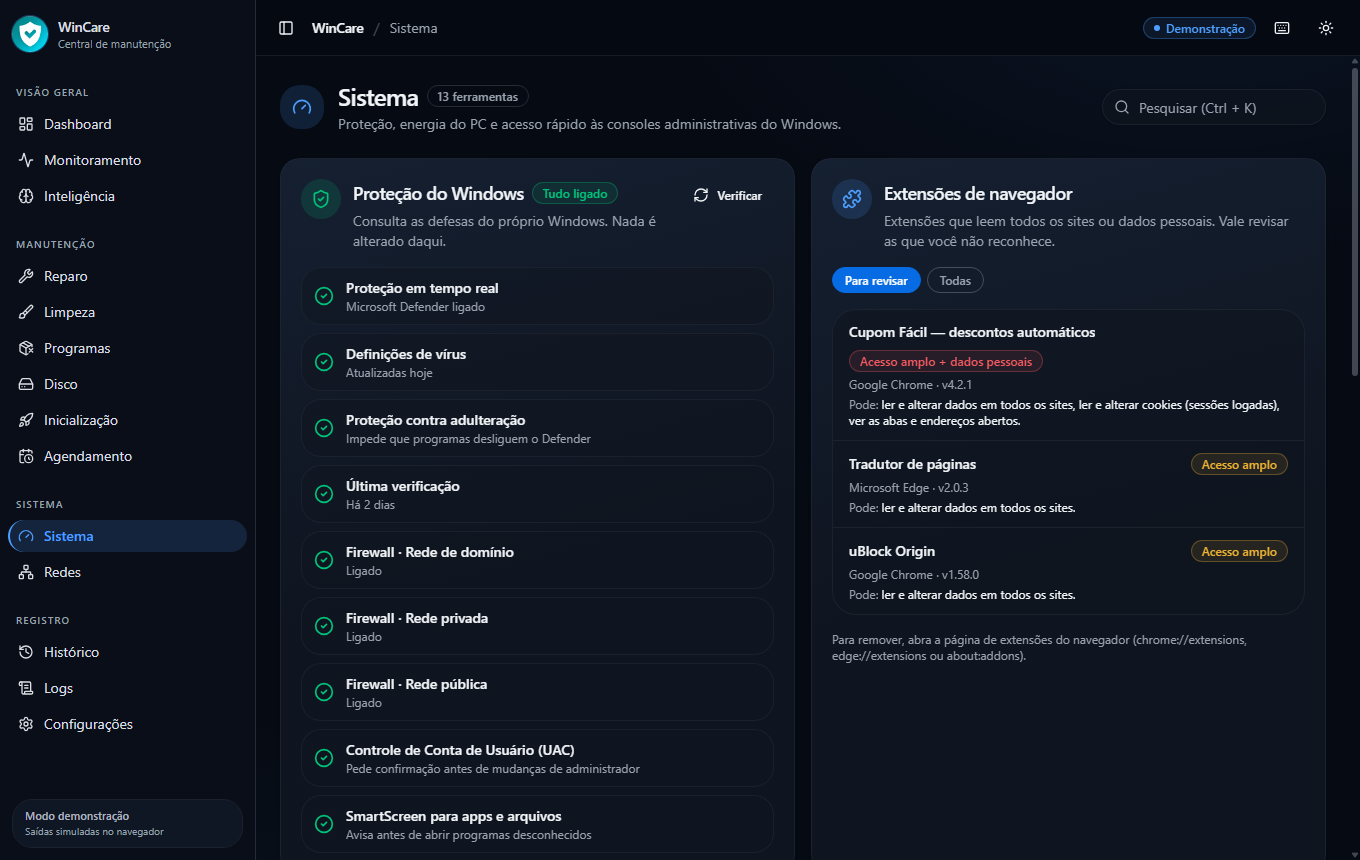 WinCare
Central de manutenção
VISÃO GERAL
Dashboard
Monitoramento
Inteligência
MANUTENÇÃO
Reparo
Limpeza
Programas
Disco
Inicialização
Agendamento
SISTEMA
Sistema
Redes
REGISTRO
Histórico
Logs
Configurações
Modo demonstração
Saídas simuladas no navegador
WinCare / Sistema
Demonstração
Sistema 13 ferramentas
Proteção, energia do PC e acesso rápido às consoles administrativas do Windows.
Pesquisar (Ctrl + K)
Proteção do Windows Tudo ligado
Verificar
Consulta as defesas do próprio Windows. Nada é
alterado daqui.
Proteção em tempo real
Microsoft Defender ligado
Definições de vírus
Atualizadas hoje
Proteção contra adulteração
Impede que programas desliguem o Defender
Última verificação
Há 2 dias
Firewall · Rede de domínio
Ligado
Firewall · Rede privada
Ligado
Firewall · Rede pública
Ligado
Controle de Conta de Usuário (UAC)
Pede confirmação antes de mudanças de administrador
SmartScreen para apps e arquivos
Avisa antes de abrir programas desconhecidos
Extensões de navegador
Extensões que leem todos os sites ou dados pessoais. Vale revisar
as que você não reconhece.
Para revisar Todas
Cupom Fácil — descontos automáticos
Acesso amplo + dados pessoais
Google Chrome · v4.2.1
Pode: ler e alterar dados em todos os sites, ler e alterar cookies (sessões logadas),
ver as abas e endereços abertos.
Tradutor de páginas Acesso amplo
Microsoft Edge · v2.0.3
Pode: ler e alterar dados em todos os sites.
uBlock Origin Acesso amplo
Google Chrome · v1.58.0
Pode: ler e alterar dados em todos os sites.
Para remover, abra a página de extensões do navegador (chrome://extensions,
edge://extensions ou about:addons).